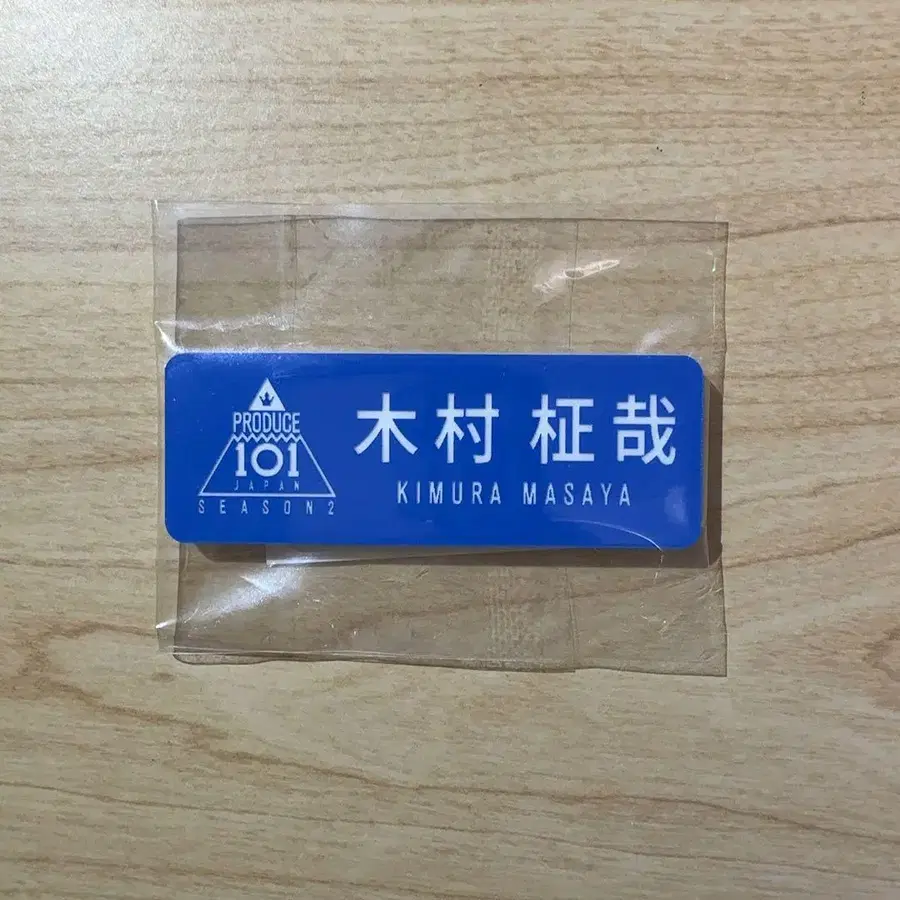 PRODUCE
101
JAPAN
SEASON2
木村 柾哉
KIMURA MASAYA